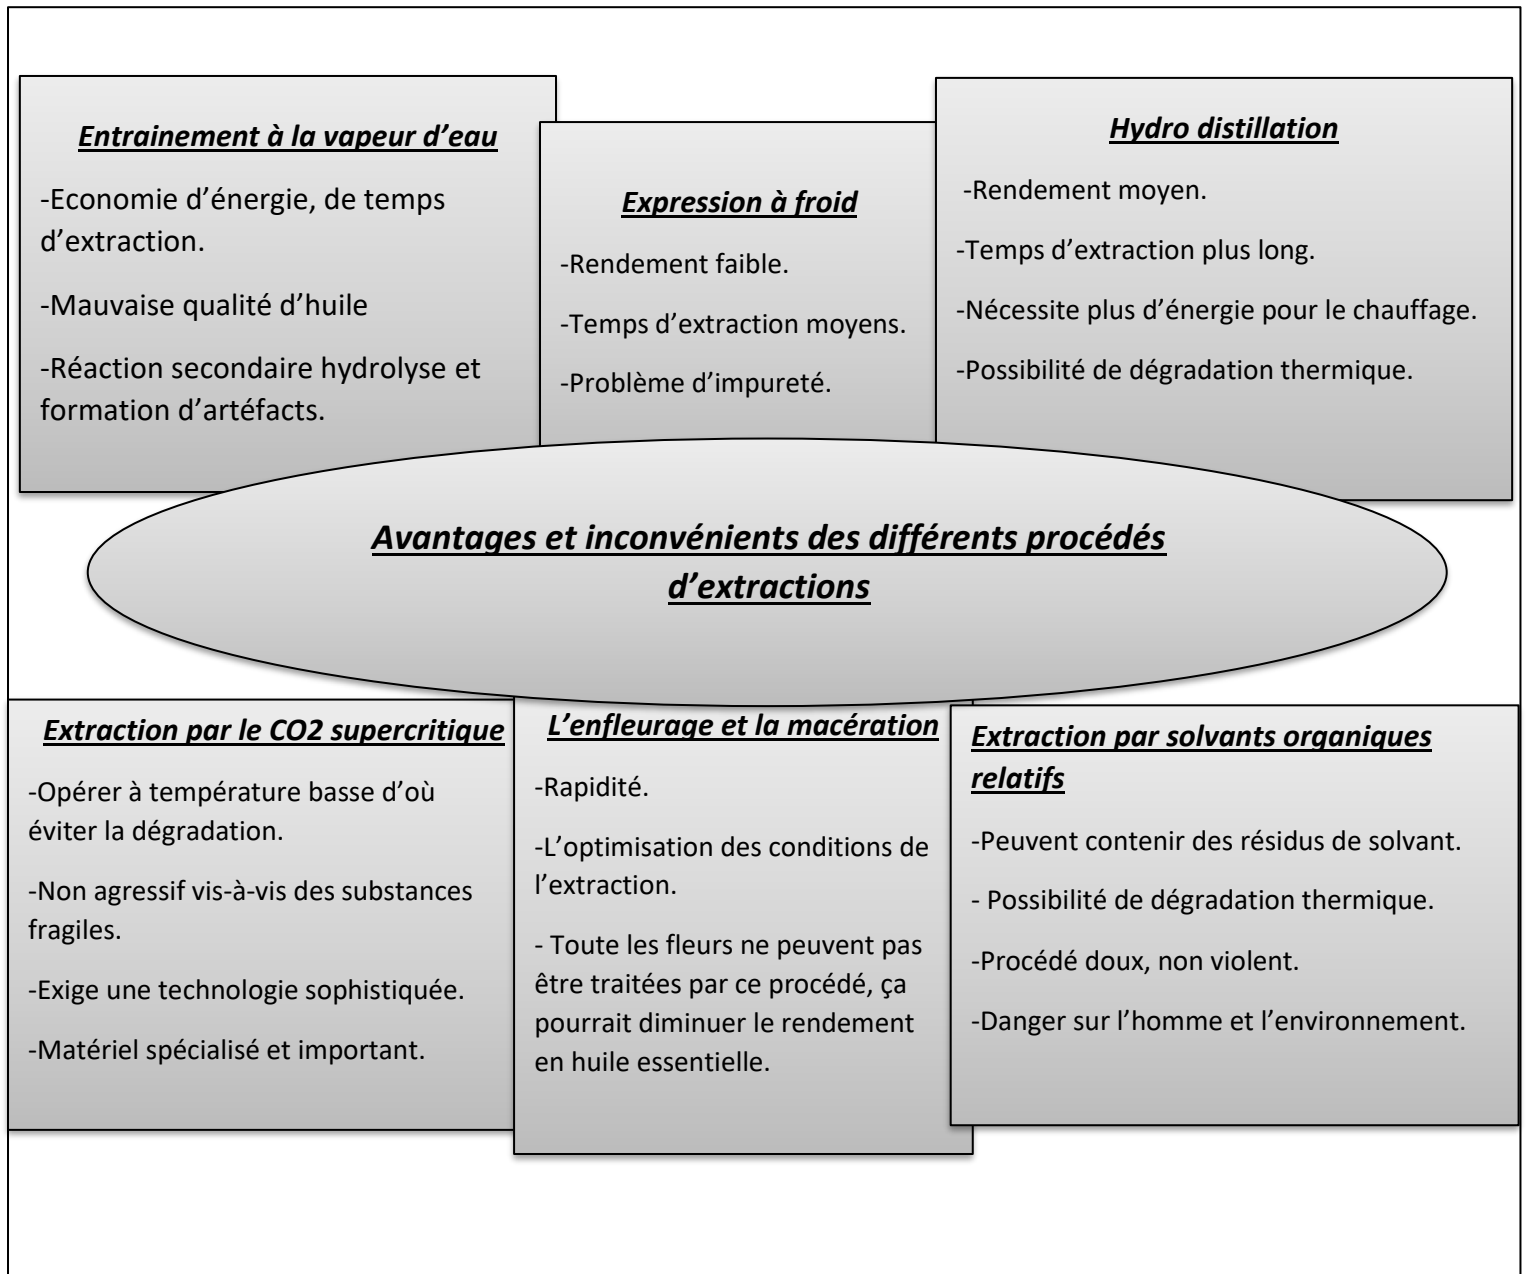 Entrainement à la vapeur d’eau
-Economie d’énergie, de temps
d’extraction.
-Mauvaise qualité d’huile
-Réaction secondaire hydrolyse et
formation d’artéfacts.
Expression à froid
-Rendement faible.
-Temps d’extraction moyens.
-Problème d’impureté.
Hydro distillation
-Rendement moyen.
-Temps d’extraction plus long.
-Nécessite plus d’énergie pour le chauffage.
-Possibilité de dégradation thermique.
Avantages et inconvénients des différents procédés
d’extractions
Extraction par le CO2 supercritique
-Opérer à température basse d’où
éviter la dégradation.
-Non agressif vis-à-vis des substances
fragiles.
-Exige une technologie sophistiquée.
-Matériel spécialisé et important.
L’enfleurage et la macération
-Rapidité.
-L’optimisation des conditions de
l’extraction.
- Toute les fleurs ne peuvent pas
être traitées par ce procédé, ça
pourrait diminuer le rendement
en huile essentielle.
Extraction par solvants organiques
relatifs
-Peuvent contenir des résidus de solvant.
- Possibilité de dégradation thermique.
-Procédé doux, non violent.
-Danger sur l’homme et l’environnement.